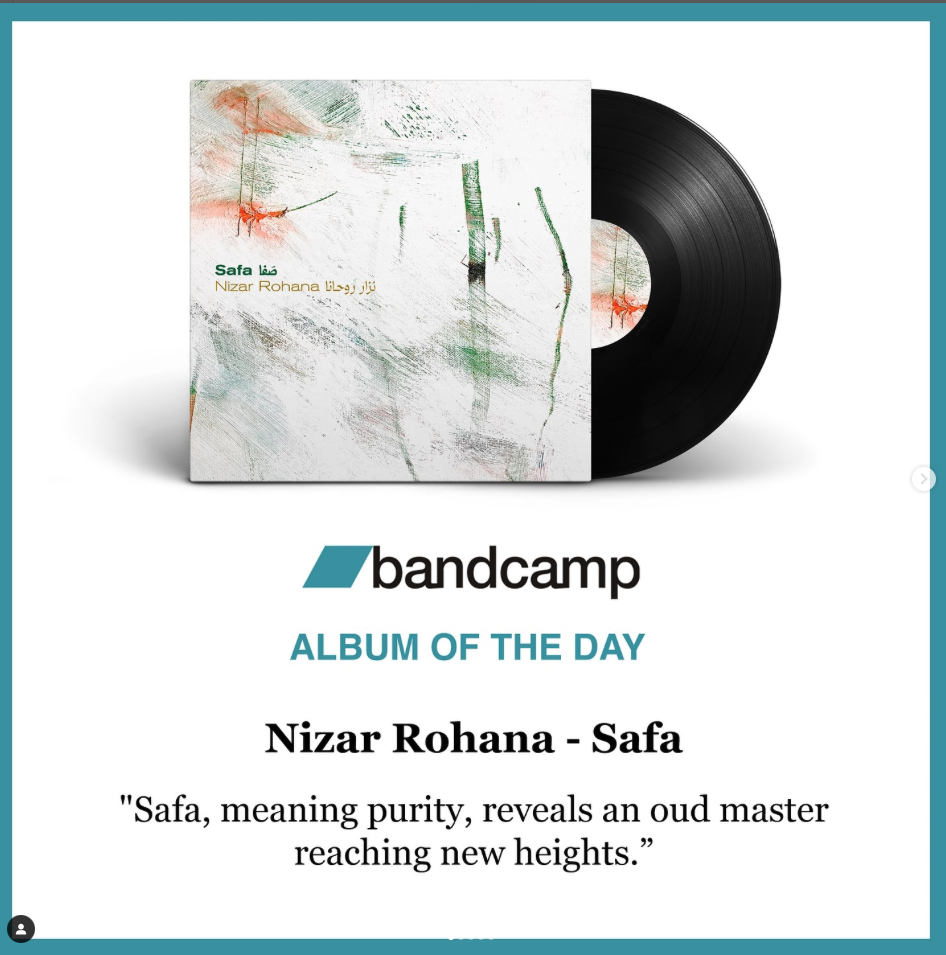 Safa صَفا
Nizar Rohana نزار روحانا
bandcamp
ALBUM OF THE DAY
Nizar Rohana - Safa
"Safa, meaning purity, reveals an oud master
reaching new heights.”